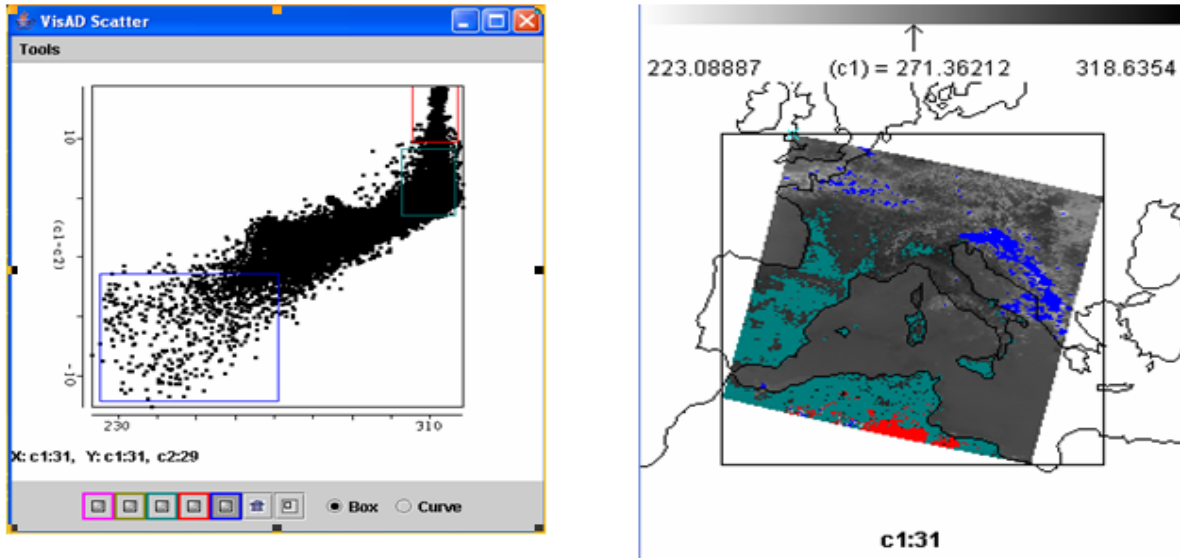 VisAD Scatter
Tools
10
(c1-c2)
-10
230 310
X: c1:31, Y: c1:31, c2:29
Box Curve
223.08887 (c1) = 271.36212 318.6354
c1:31